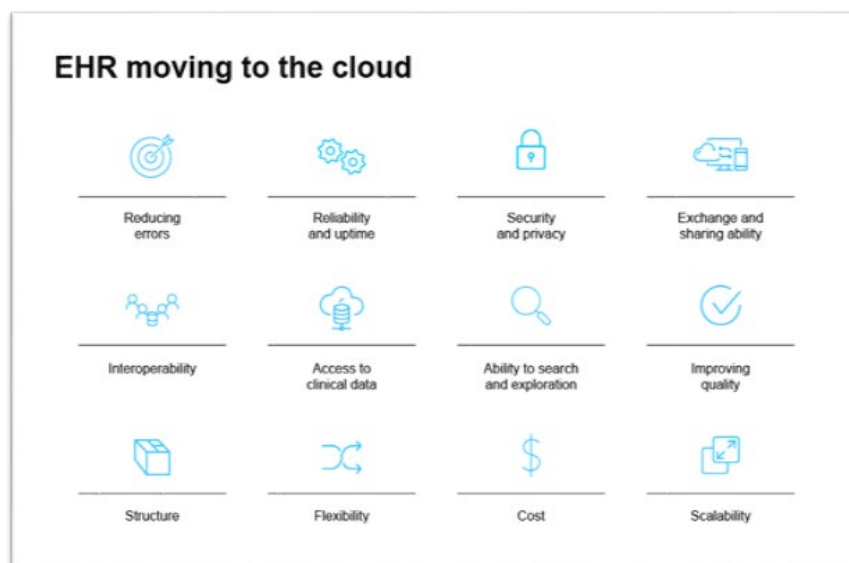 EHR moving to the cloud
Reducing
errors
Reliability
and uptime
Security
and privacy
Exchange and
sharing ability
Interoperability
Access to
clinical data
Ability to search
and exploration
Improving
quality
Structure
Flexibility
Cost
Scalability